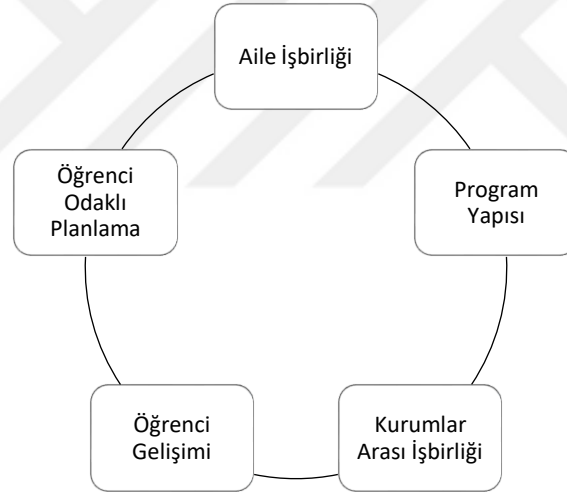 Aile İşbirliği
Program
Yapısı
Kurumlar
Arası İşbirliği
Öğrenci
Gelişimi
Öğrenci
Odaklı
Planlama